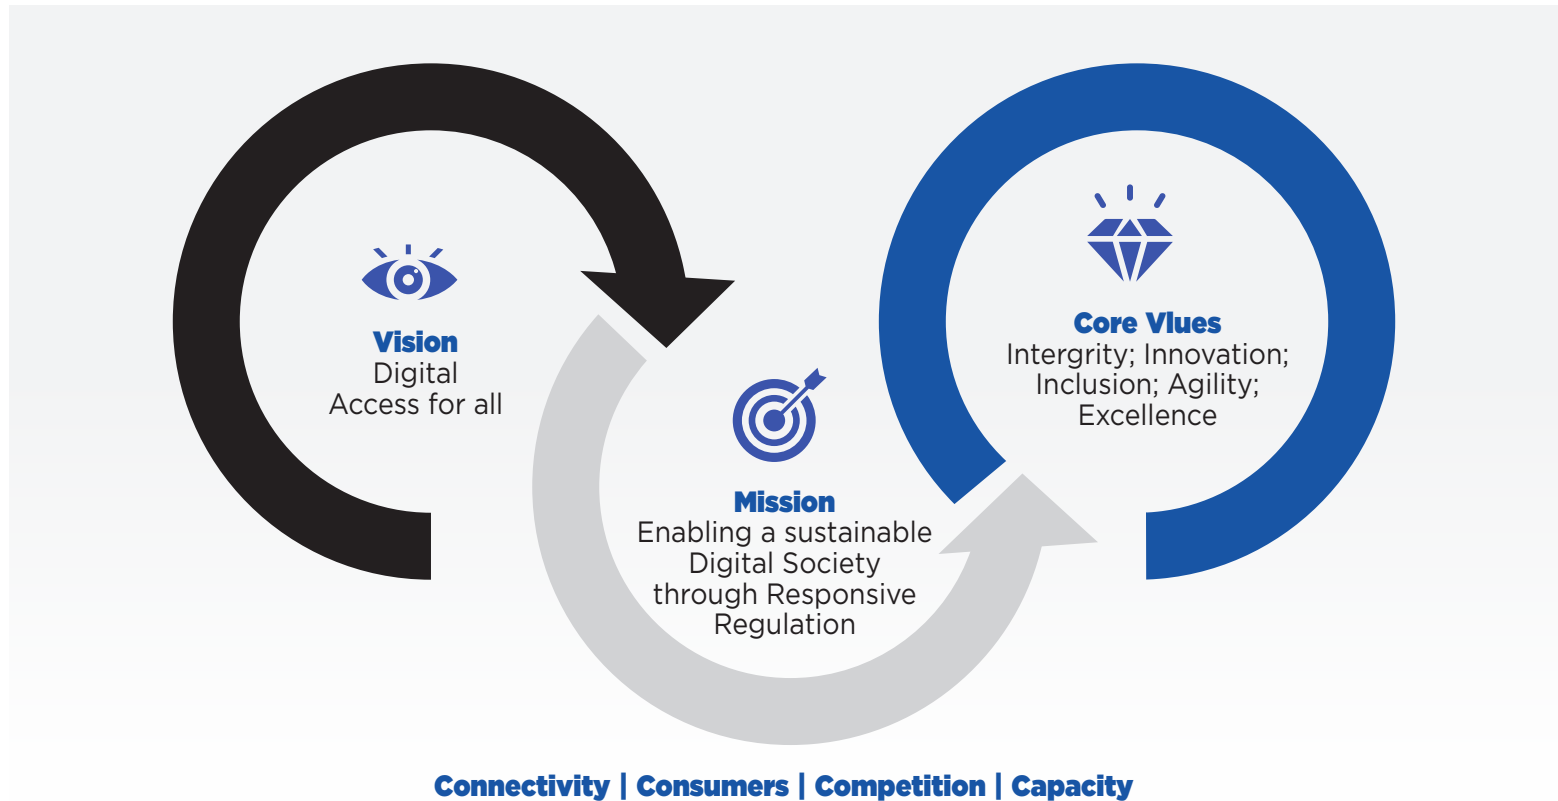 Vision
Digital
Access for all
Mission
Enabling a sustainable
Digital Society
through Responsive
Regulation
Core Vlues
Intergrity; Innovation;
Inclusion; Agility;
Excellence
Connectivity | Consumers | Competition | Capacity